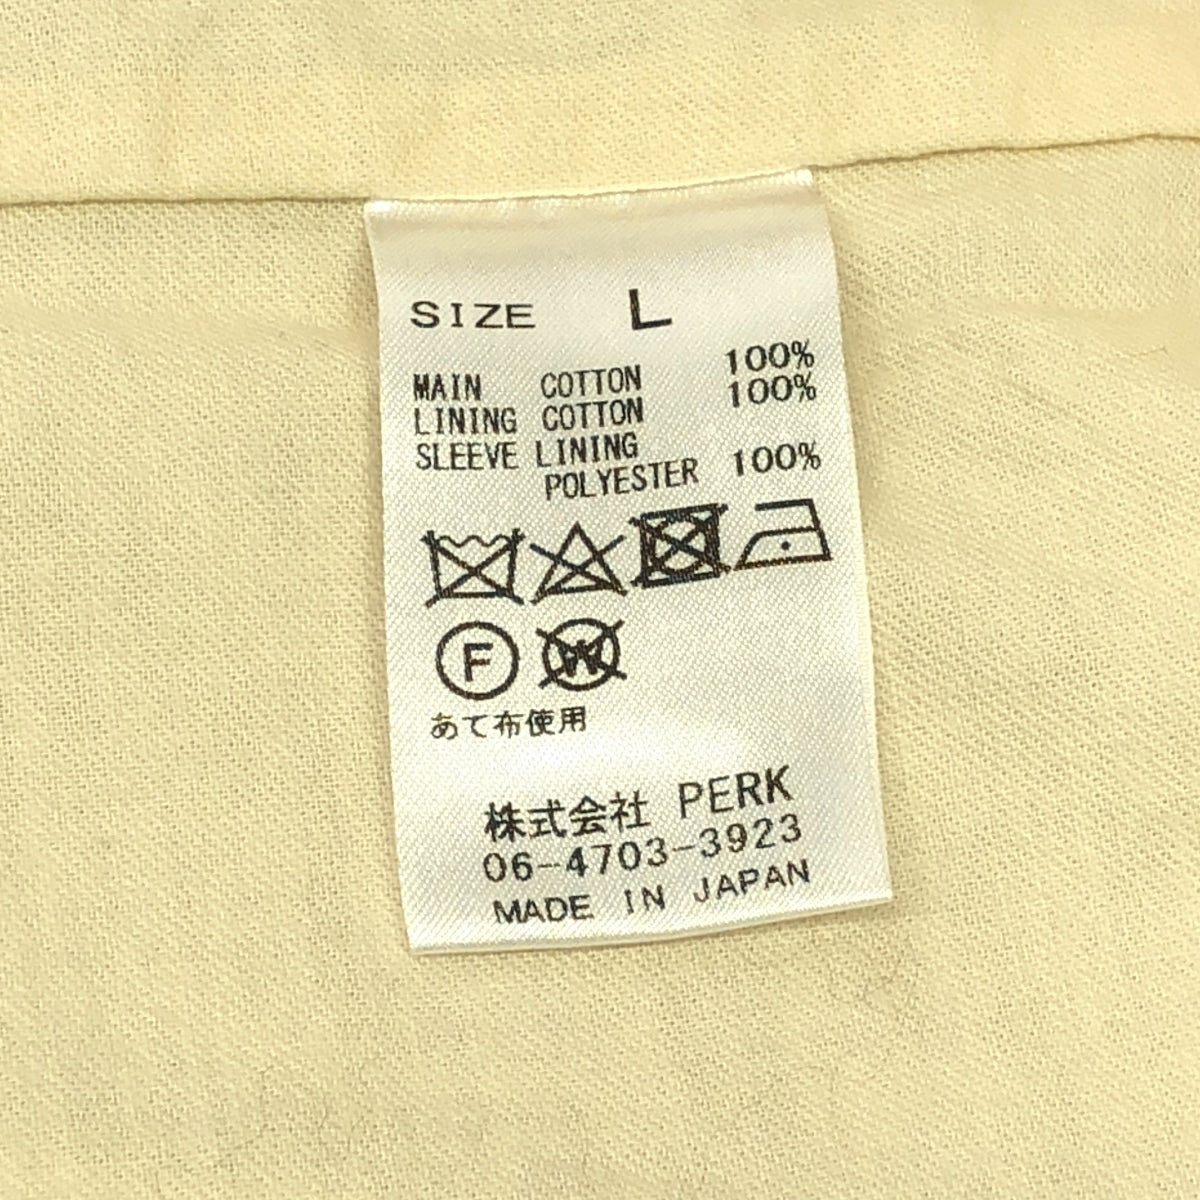 SIZE L
MAIN COTTON 100%
LINING COTTON 100%
SLEEVE LINING
POLYESTER 100%
F W
あて布使用
株式会社 PERK
06-4703-3923
MADE IN JAPAN